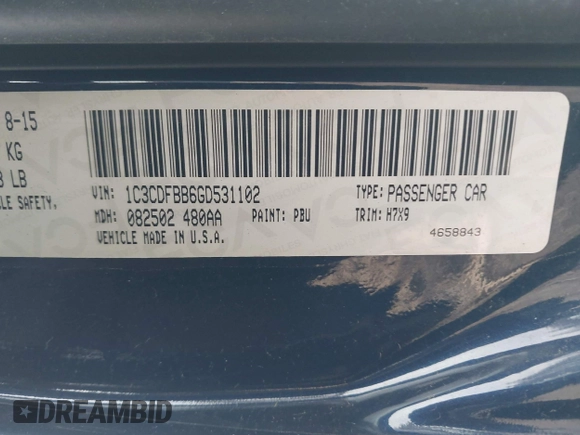 8-15
KG
LB
LE SAFETY,
VIN: 1C3CDFBB6GD531102 TYPE: PASSENGER CAR
MDH: 082502 480AA PAINT: PBU TRIM: H7X9
VEHICLE MADE IN U.S.A.
4658843
DREAMBID